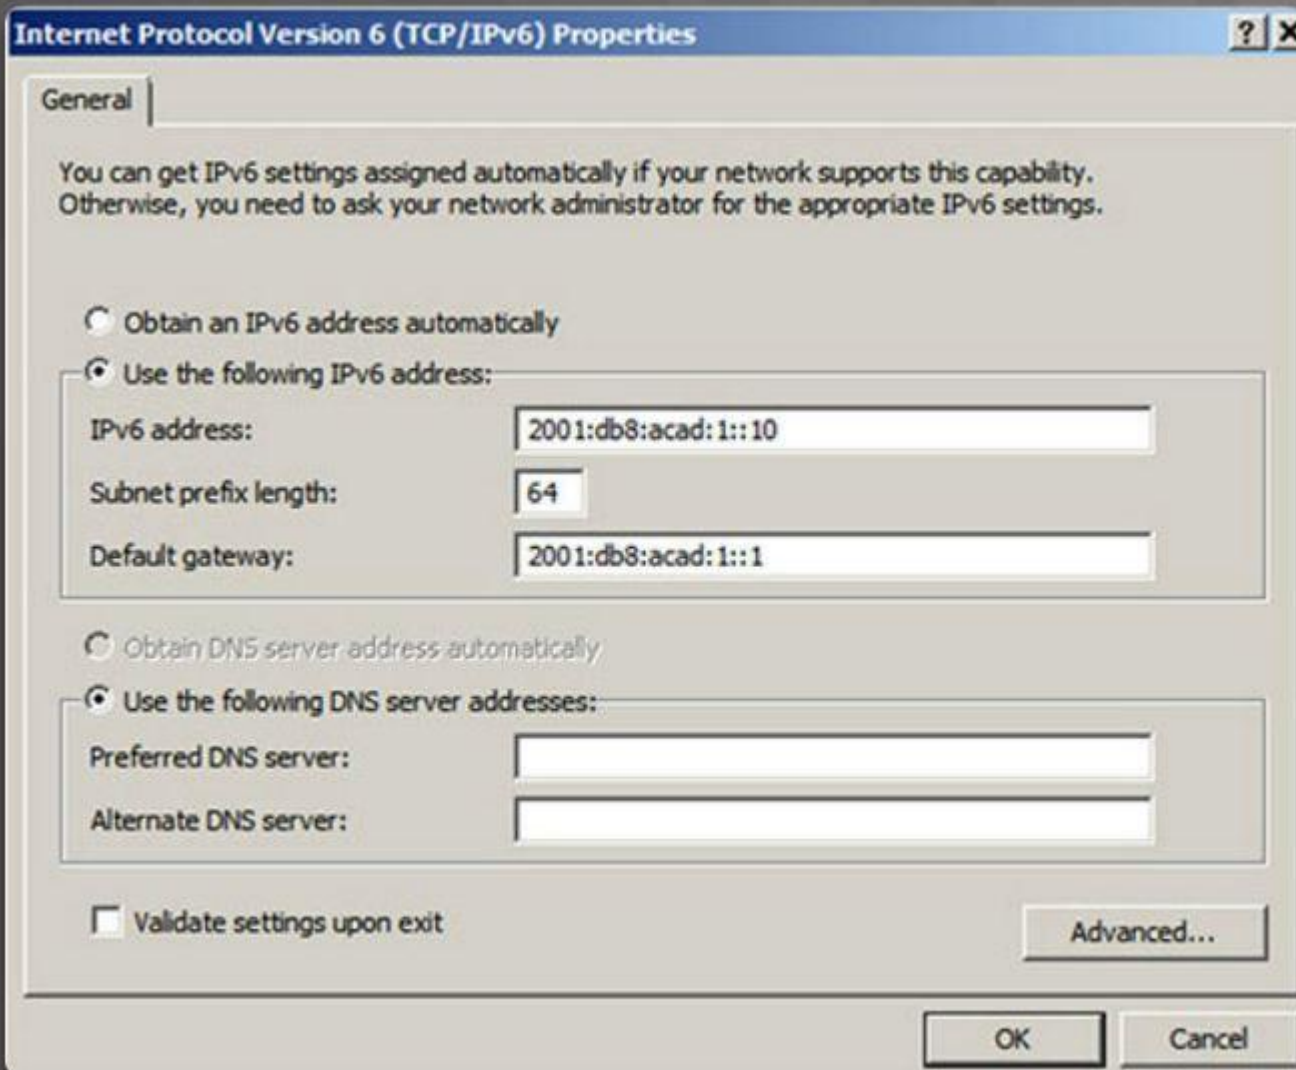 Internet Protocol Version 6 (TCP/IPv6) Properties
General
You can get IPv6 settings assigned automatically if your network supports this capability.
Otherwise, you need to ask your network administrator for the appropriate IPv6 settings.
Obtain an IPv6 address automatically
Use the following IPv6 address:
IPv6 address: 2001:db8:acad:1::10
Subnet prefix length: 64
Default gateway: 2001:db8:acad:1::1
Obtain DNS server address automatically
Use the following DNS server addresses:
Preferred DNS server:
Alternate DNS server:
Validate settings upon exit
Advanced...
OK Cancel